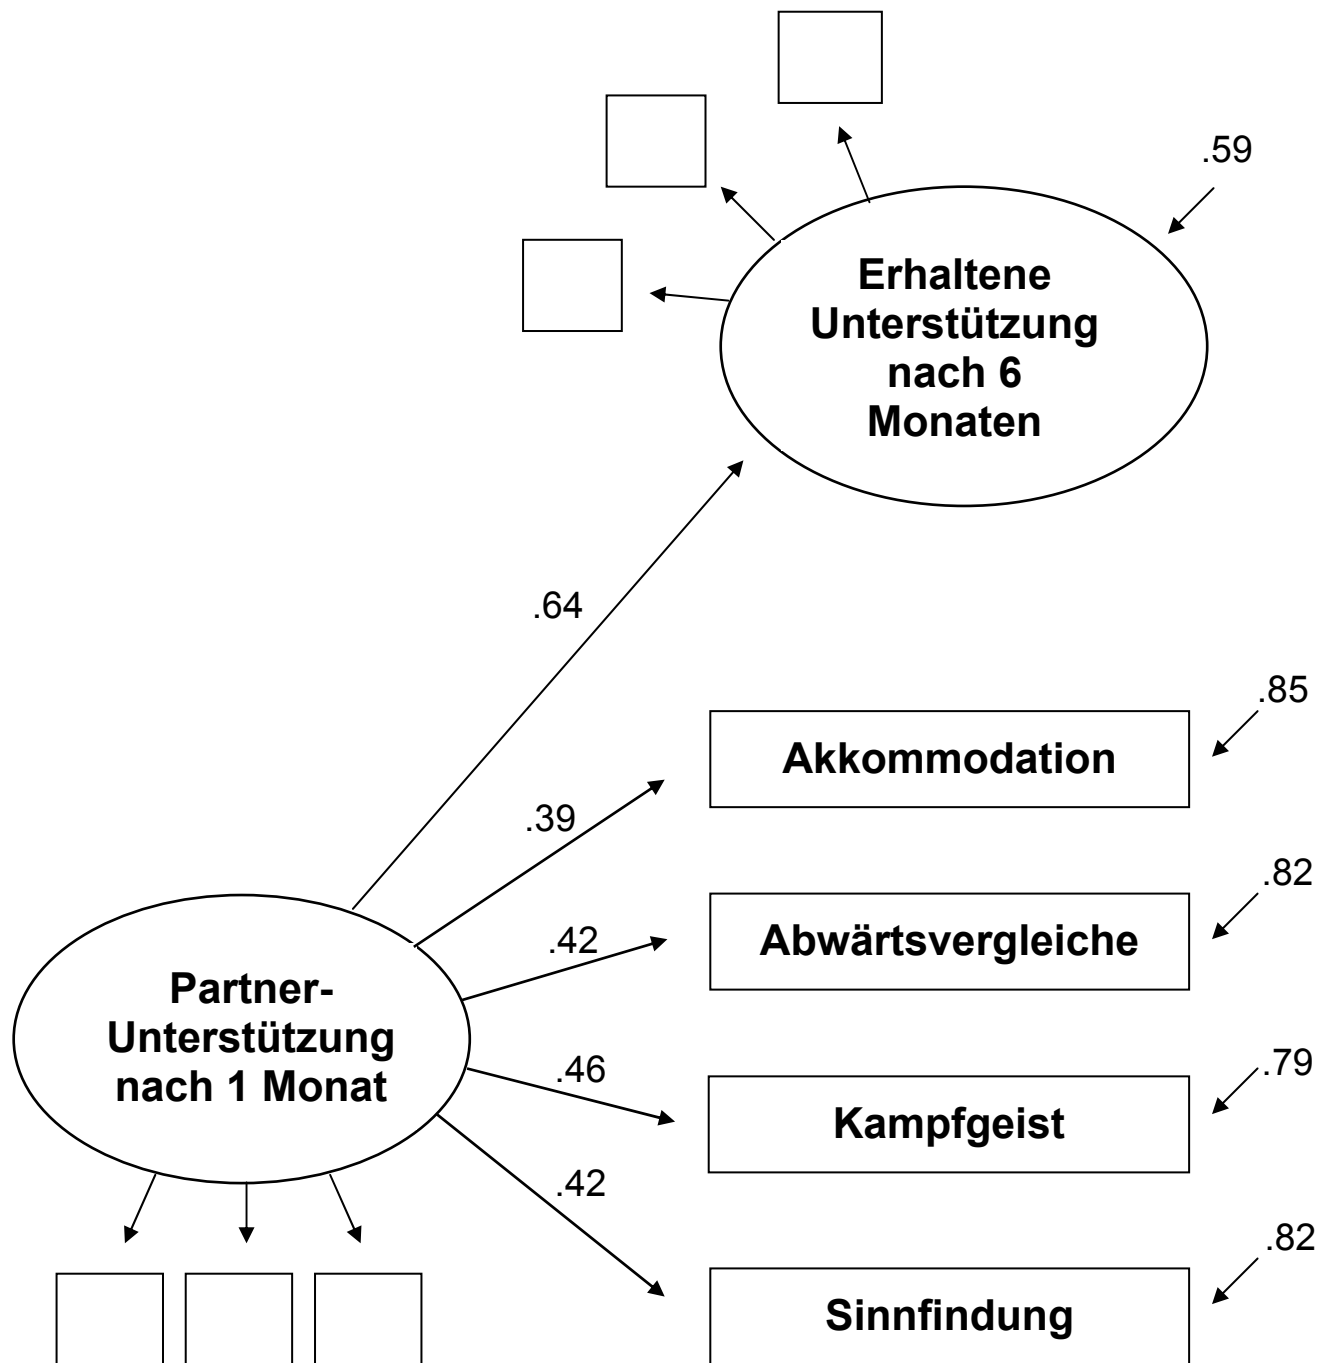 .59
Erhaltene
Unterstützung
nach 6
Monaten
.64
.85
Akkommodation
.39
.82
Abwärtsvergleiche
.42
Partner-
Unterstützung
nach 1 Monat
.79
.46
Kampfgeist
.42
.82
Sinnfindung